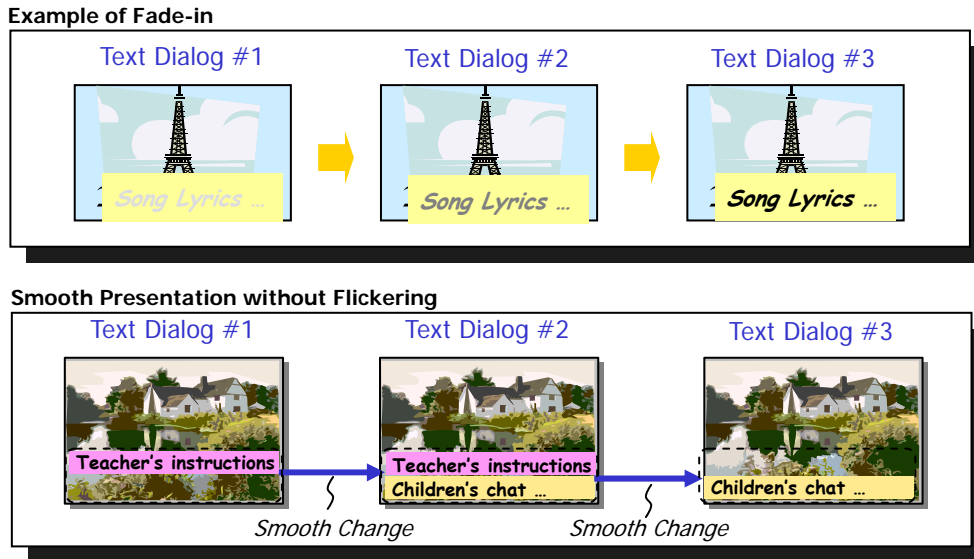 Example of Fade-in
Text Dialog #1
Text Dialog #2
Text Dialog #3
Song Lyrics ...
Song Lyrics ...
Song Lyrics ...
Smooth Presentation without Flickering
Text Dialog #1
Text Dialog #2
Text Dialog #3
Teacher's instructions
Teacher's instructions
Children's chat ...
Children's chat ...
Smooth Change
Smooth Change